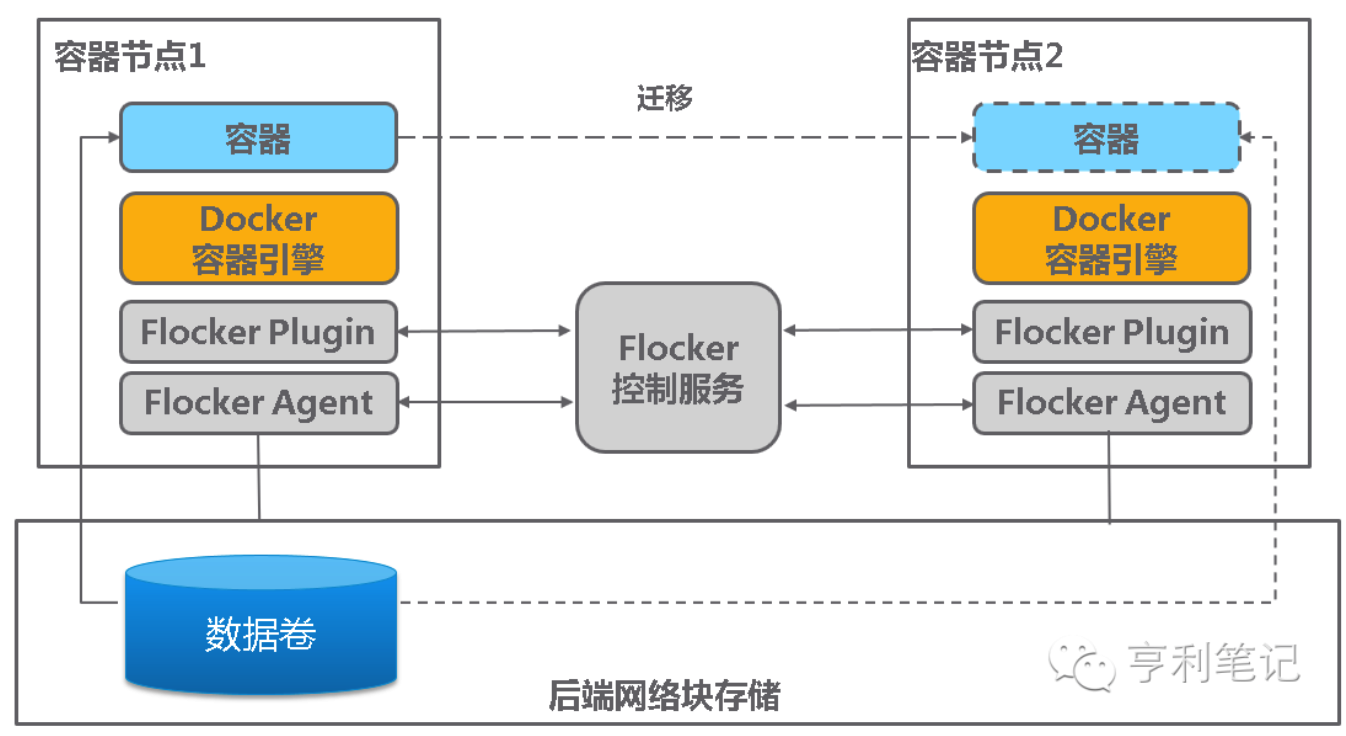 容器节点1
容器
Docker
容器引擎
Flocker Plugin
Flocker Agent
迁移
Flocker
控制服务
容器节点2
容器
Docker
容器引擎
Flocker Plugin
Flocker Agent
数据卷
后端网络块存储
亨利笔记